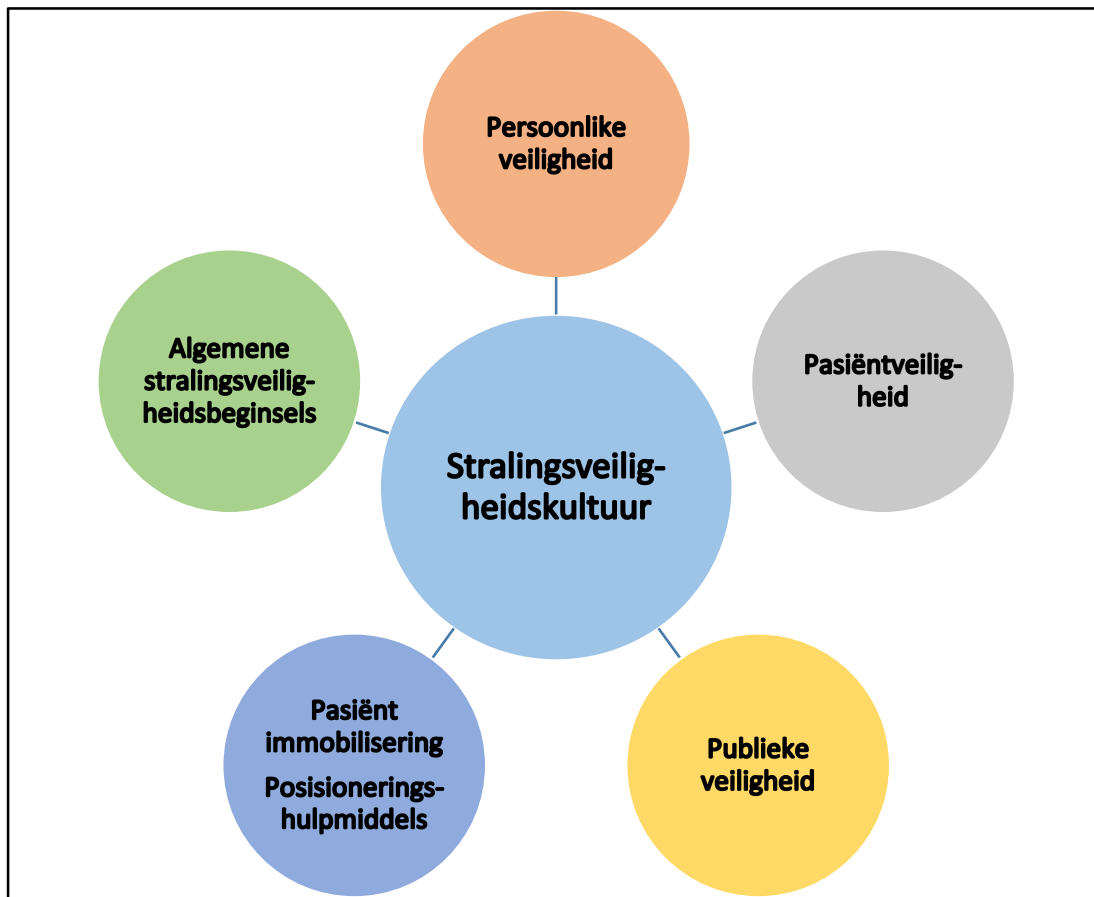 Persoonlike
veiligheid
Algemene
stralingsveilig-
heidsbeginsels
Pasiëntveilig-
heid
Stralingsveilig-
heidskultuur
Pasiënt
immobilisering
Posisionerings-
hulpmiddels
Publieke
veiligheid